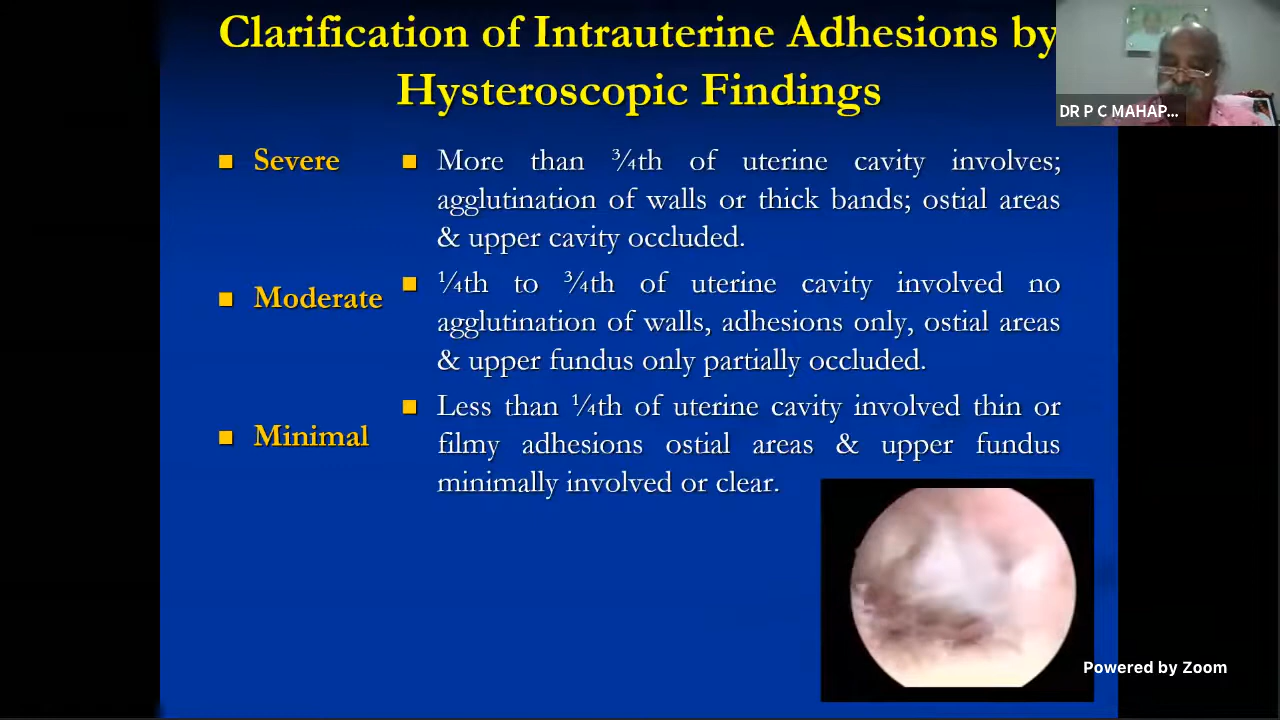 Clarification of Intrauterine Adhesions by
Hysteroscopic Findings
DR P C MAHAP...
■ Severe
■ More than ¾th of uterine cavity involves;
agglutination of walls or thick bands; ostial areas
& upper cavity occluded.
■ Moderate
■ ¼th to ¾th of uterine cavity involved no
agglutination of walls, adhesions only, ostial areas
& upper fundus only partially occluded.
■ Minimal
■ Less than ¼th of uterine cavity involved thin or
filmy adhesions ostial areas & upper fundus
minimally involved or clear.
Powered by Zoom